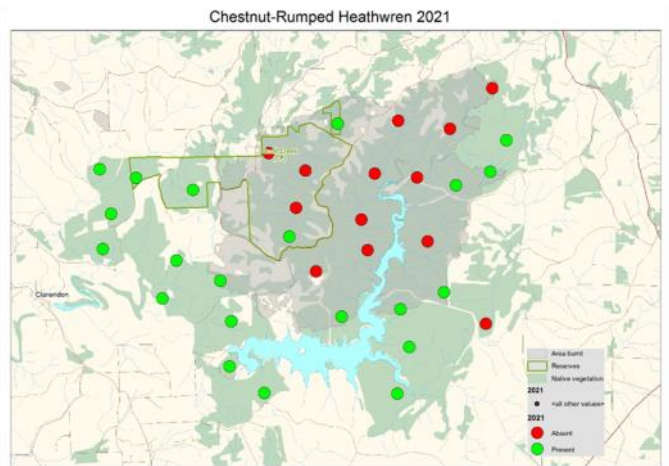 Chestnut-Rumped Heathwren 2021
Clarendon
Area burnt
Reserves
Native vegetation
2021
<all other values>
2021
Absent
Present